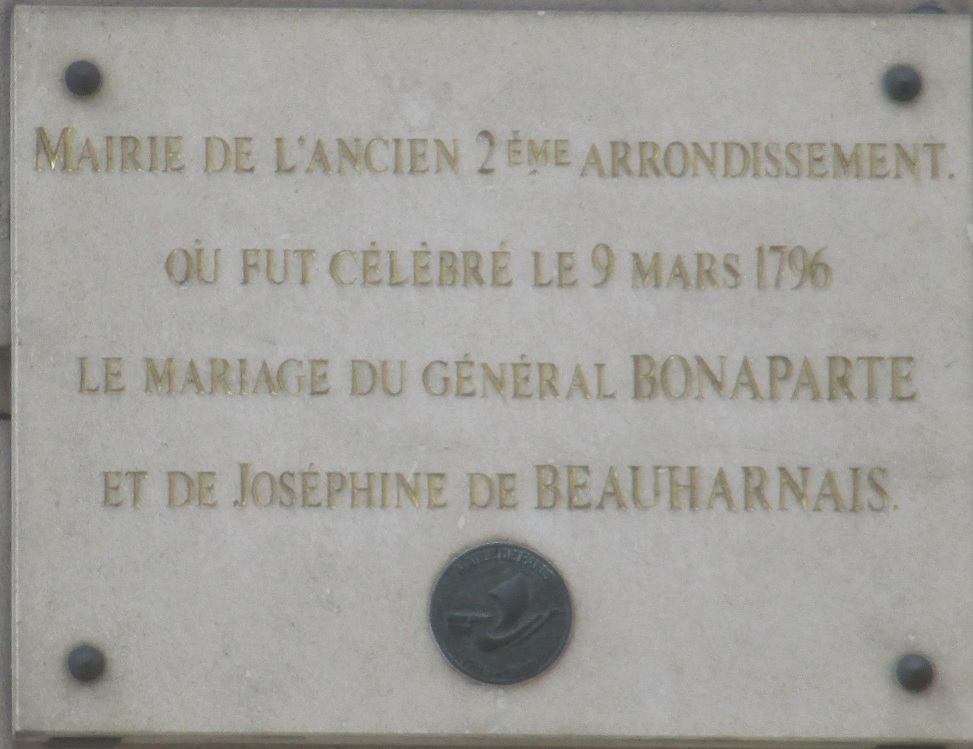 MAIRIE DE L'ANCIEN 2ÈME ARRONDISSEMENT.
OÙ FUT CÉLÉBRÉ LE 9 MARS 1796
LE MARIAGE DU GÉNÉRAL BONAPARTE
ET DE JOSÉPHINE DE BEAUHARNAIS.